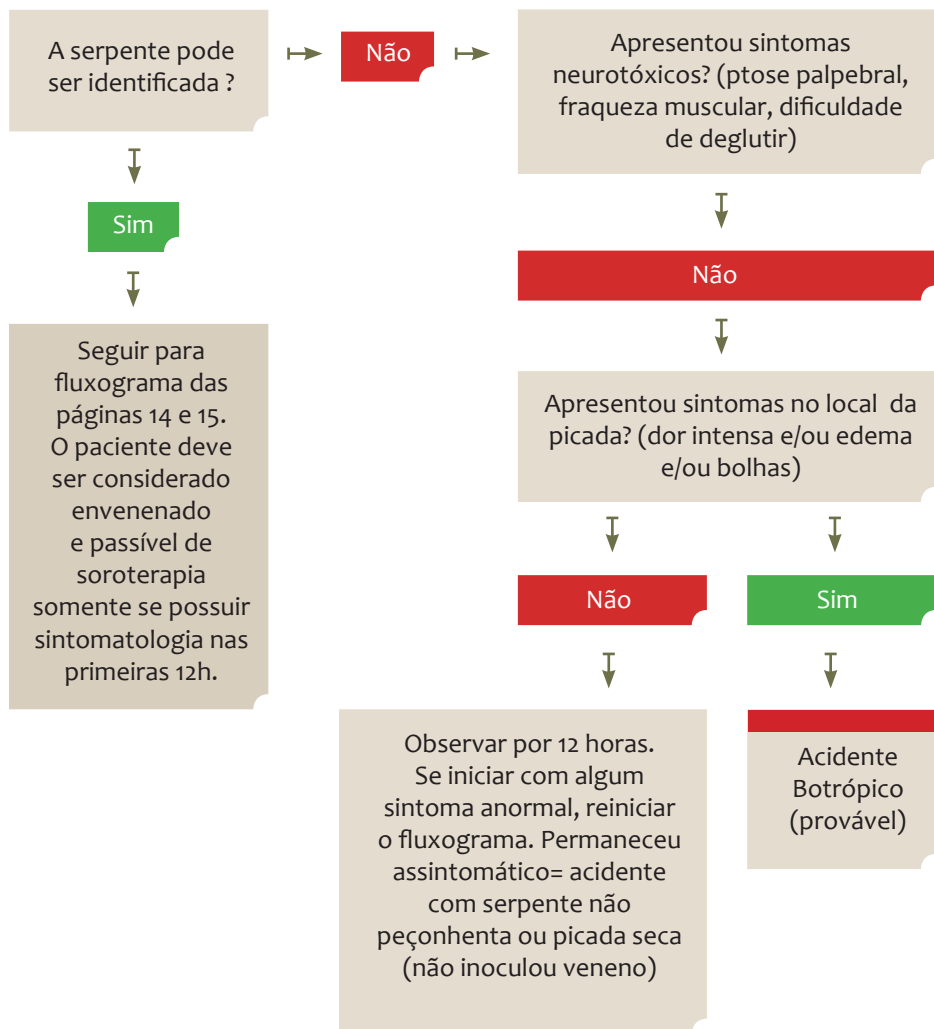 A serpente pode
ser identificada ?
Não
Apresentou sintomas
neurotóxicos? (ptose palpebral,
fraqueza muscular, dificuldade
de deglutir)
Sim
Não
Seguir para
fluxograma das
páginas 14 e 15.
O paciente deve
ser considerado
envenenado
e passível de
soroterapia
somente se possuir
sintomatologia nas
primeiras 12h.
Apresentou sintomas no local da
picada? (dor intensa e/ou edema
e/ou bolhas)
Não
Sim
Observar por 12 horas.
Se iniciar com algum
sintoma anormal, reiniciar
o fluxograma. Permaneceu
assintomático= acidente
com serpente não
peçonhenta ou picada seca
(não inoculou veneno)
Acidente
Botrópico
(provável)